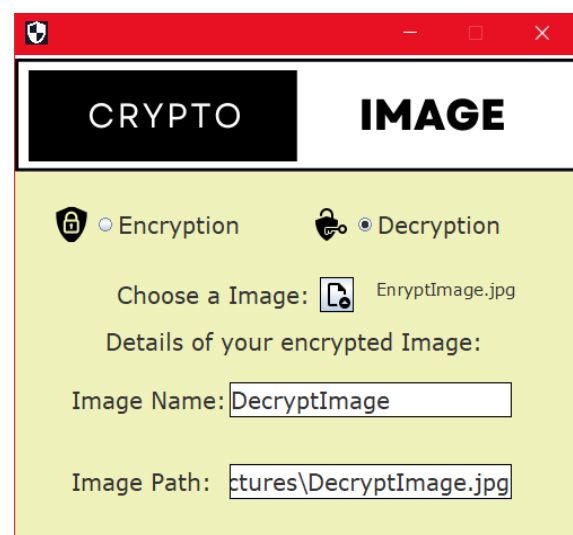 CRYPTO IMAGE
Encryption Decryption
Choose a Image: EnryptImage.jpg
Details of your encrypted Image:
Image Name: DecryptImage
Image Path: ctures\DecryptImage.jpg